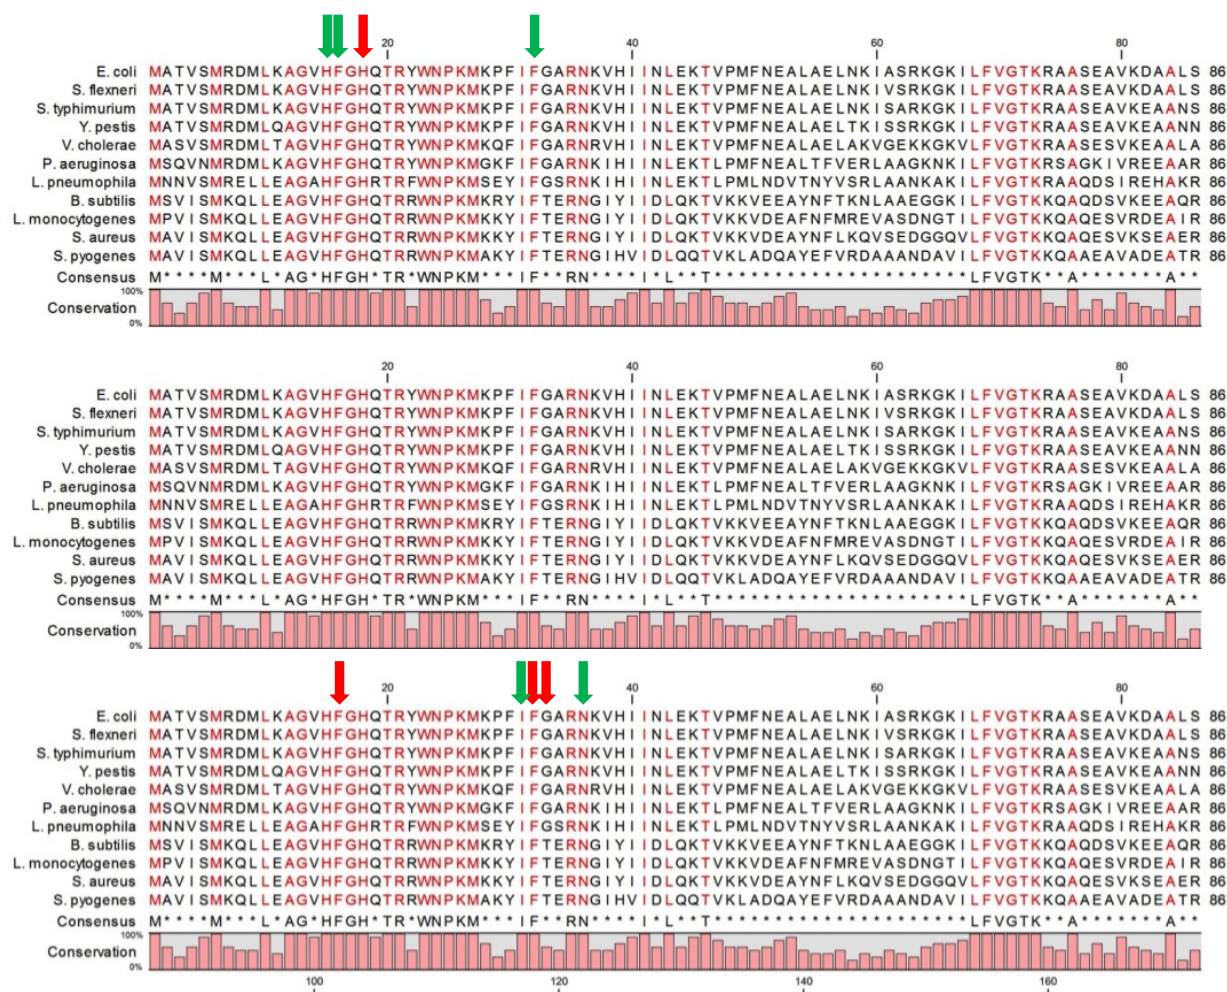 20 40 60 80
E. coli MATVSMRDMLKAGVHFGHQTRYWNPKMKPFIFGARNKVHIINLEKTVPMFNEALAELNKIASRKGKILFVGTKRAASEAVKDAALS 86
S. flexneri MATVSMRDMLKAGVHFGHQTRYWNPKMKPFIFGARNKVHIINLEKTVPMFNEALAELNKIVSRKGKILFVGTKRAASEAVKDAALS 86
S. typhimurium MATVSMRDMLKAGVHFGHQTRYWNPKMKPFIFGARNKVHIINLEKTVPMFNEALAELNKISARKGKILFVGTKRAASEAVKEAANS 86
Y. pestis MATVSMRDMLQAGVHFGHQTRYWNPKMKPFIFGARNKVHIINLEKTVPMFNEALAELTKISSRKGKILFVGTKRAASEAVKEAANN 86
V. cholerae MASVSMRDMLTAGVHFGHQTRYWNPKMKQFIFGARNRVHIINLEKTVPMFNEALAELAKVGEKKGKVLFVGTKRAASESVKEAALA 86
P. aeruginosa MSQVNMRDMLKAGVHFGHQTRYWNPKMGKFIFGARNKIHIINLEKTLPMFNEALTFVERLAAGKNKILFVGTKRSAGKIVREEAAR 86
L. pneumophila MNNVSMRELLEAGAHFGHRTRFWNPKMSEYIFGSRNKIHIINLEKTLPMLNDVTNYVSRLAANKAKILFVGTKRAAQDSIREHAKR 86
B. subtilis MSVISMKQLLEAGVHFGHQTRRWNPKMKRYIFTERNGIYIIDLQKTVKKVEEAYNFTKNLAAEGGKILFVGTKKQAQDSVKEEAQR 86
L. monocytogenes MPVISMKQLLEAGVHFGHQTRRWNPKMKKYIFTERNGIYIIDLQKTVKKVDEAFNFMREVASDNGTILFVGTKKQAQESVRDEAIR 86
S. aureus MAVISMKQLLEAGVHFGHQTRRWNPKMKKYIFTERNGIYIIDLQKTVKKVDEAYNFLKQVSEDGGQVLFVGTKKQAQESVKSEAER 86
S. pyogenes MAVISMKQLLEAGVHFGHQTRRWNPKMAKYIFTERNGIHVIDLQQTVKLADQAYEFVRDAAANDAVILFVGTKKQAAEAVADEATR 86
Consensus M****M***L*AG*HFGH*TR*WNPKM***IF**RN****I*L**T*********************LFVGTK**A*******A**
100%
Conservation
0%
20 40 60 80
E. coli MATVSMRDMLKAGVHFGHQTRYWNPKMKPFIFGARNKVHIINLEKTVPMFNEALAELNKIASRKGKILFVGTKRAASEAVKDAALS 86
S. flexneri MATVSMRDMLKAGVHFGHQTRYWNPKMKPFIFGARNKVHIINLEKTVPMFNEALAELNKIVSRKGKILFVGTKRAASEAVKDAALS 86
S. typhimurium MATVSMRDMLKAGVHFGHQTRYWNPKMKPFIFGARNKVHIINLEKTVPMFNEALAELNKISARKGKILFVGTKRAASEAVKEAANS 86
Y. pestis MATVSMRDMLQAGVHFGHQTRYWNPKMKPFIFGARNKVHIINLEKTVPMFNEALAELTKISSRKGKILFVGTKRAASEAVKEAANN 86
V. cholerae MASVSMRDMLTAGVHFGHQTRYWNPKMKQFIFGARNRVHIINLEKTVPMFNEALAELAKVGEKKGKVLFVGTKRAASESVKEAALA 86
P. aeruginosa MSQVNMRDMLKAGVHFGHQTRYWNPKMGKFIFGARNKIHIINLEKTLPMFNEALTFVERLAAGKNKILFVGTKRSAGKIVREEAAR 86
L. pneumophila MNNVSMRELLEAGAHFGHRTRFWNPKMSEYIFGSRNKIHIINLEKTLPMLNDVTNYVSRLAANKAKILFVGTKRAAQDSIREHAKR 86
B. subtilis MSVISMKQLLEAGVHFGHQTRRWNPKMKRYIFTERNGIYIIDLQKTVKKVEEAYNFTKNLAAEGGKILFVGTKKQAQDSVKEEAQR 86
L. monocytogenes MPVISMKQLLEAGVHFGHQTRRWNPKMKKYIFTERNGIYIIDLQKTVKKVDEAFNFMREVASDNGTILFVGTKKQAQESVRDEAIR 86
S. aureus MAVISMKQLLEAGVHFGHQTRRWNPKMKKYIFTERNGIYIIDLQKTVKKVDEAYNFLKQVSEDGGQVLFVGTKKQAQESVKSEAER 86
S. pyogenes MAVISMKQLLEAGVHFGHQTRRWNPKMAKYIFTERNGIHVIDLQQTVKLADQAYEFVRDAAANDAVILFVGTKKQAAEAVADEATR 86
Consensus M****M***L*AG*HFGH*TR*WNPKM***IF**RN****I*L**T*********************LFVGTK**A*******A**
100%
Conservation
0%
20 40 60 80
E. coli MATVSMRDMLKAGVHFGHQTRYWNPKMKPFIFGARNKVHIINLEKTVPMFNEALAELNKIASRKGKILFVGTKRAASEAVKDAALS 86
S. flexneri MATVSMRDMLKAGVHFGHQTRYWNPKMKPFIFGARNKVHIINLEKTVPMFNEALAELNKIVSRKGKILFVGTKRAASEAVKDAALS 86
S. typhimurium MATVSMRDMLKAGVHFGHQTRYWNPKMKPFIFGARNKVHIINLEKTVPMFNEALAELNKISARKGKILFVGTKRAASEAVKEAANS 86
Y. pestis MATVSMRDMLQAGVHFGHQTRYWNPKMKPFIFGARNKVHIINLEKTVPMFNEALAELTKISSRKGKILFVGTKRAASEAVKEAANN 86
V. cholerae MASVSMRDMLTAGVHFGHQTRYWNPKMKQFIFGARNRVHIINLEKTVPMFNEALAELAKVGEKKGKVLFVGTKRAASESVKEAALA 86
P. aeruginosa MSQVNMRDMLKAGVHFGHQTRYWNPKMGKFIFGARNKIHIINLEKTLPMFNEALTFVERLAAGKNKILFVGTKRSAGKIVREEAAR 86
L. pneumophila MNNVSMRELLEAGAHFGHRTRFWNPKMSEYIFGSRNKIHIINLEKTLPMLNDVTNYVSRLAANKAKILFVGTKRAAQDSIREHAKR 86
B. subtilis MSVISMKQLLEAGVHFGHQTRRWNPKMKRYIFTERNGIYIIDLQKTVKKVEEAYNFTKNLAAEGGKILFVGTKKQAQDSVKEEAQR 86
L. monocytogenes MPVISMKQLLEAGVHFGHQTRRWNPKMKKYIFTERNGIYIIDLQKTVKKVDEAFNFMREVASDNGTILFVGTKKQAQESVRDEAIR 86
S. aureus MAVISMKQLLEAGVHFGHQTRRWNPKMKKYIFTERNGIYIIDLQKTVKKVDEAYNFLKQVSEDGGQVLFVGTKKQAQESVKSEAER 86
S. pyogenes MAVISMKQLLEAGVHFGHQTRRWNPKMAKYIFTERNGIHVIDLQQTVKLADQAYEFVRDAAANDAVILFVGTKKQAAEAVADEATR 86
Consensus M****M***L*AG*HFGH*TR*WNPKM***IF**RN****I*L**T*********************LFVGTK**A*******A**
100%
Conservation
0%
100 120 140 160